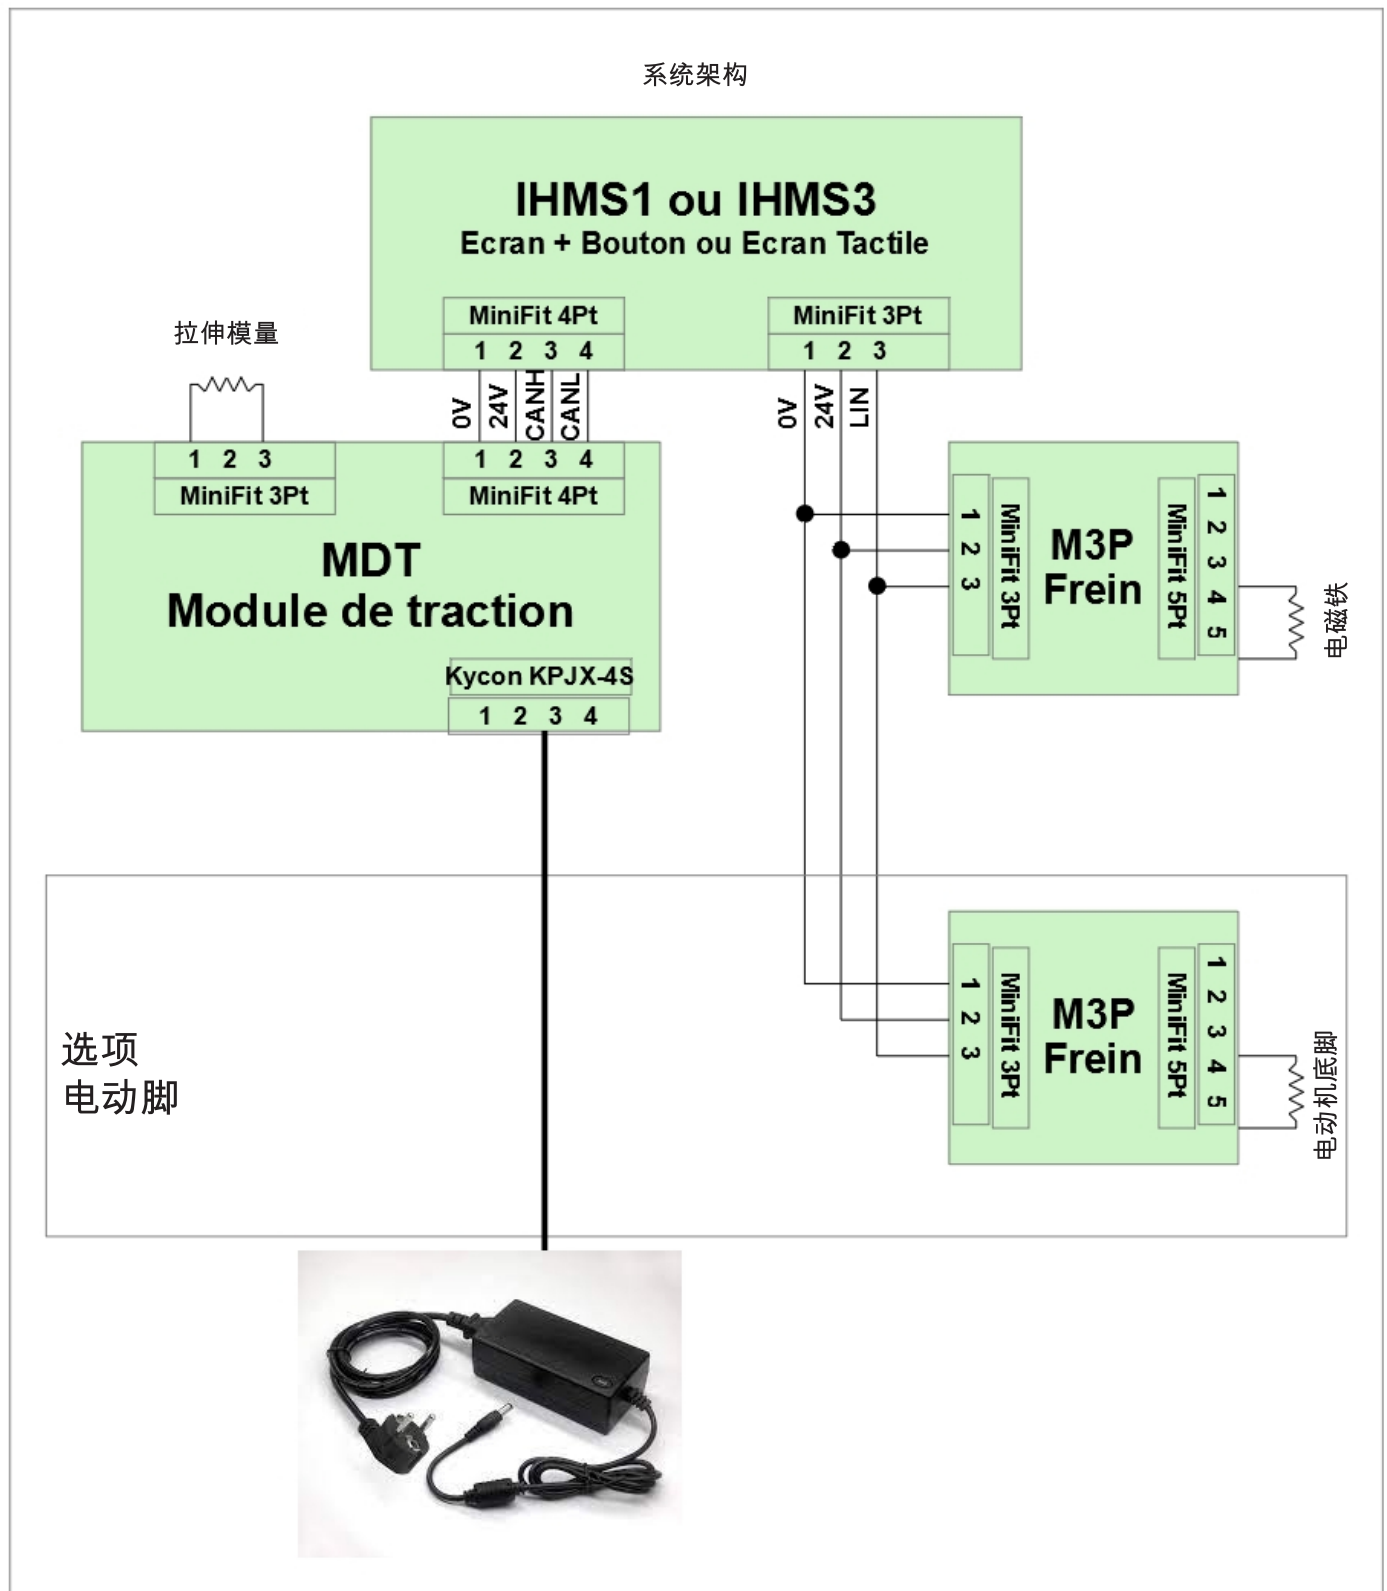 系统架构
IHMS1 ou IHMS3
Ecran + Bouton ou Ecran Tactile
MiniFit 4Pt
1 2 3 4
MiniFit 3Pt
1 2 3
拉伸模量
0V
24V
CANH
CANL
0V
24V
LIN
1 2 3
MiniFit 3Pt
1 2 3 4
MiniFit 4Pt
MDT
Module de traction
Kycon KPJX-4S
1 2 3 4
1 2 3
MiniFit 3Pt
M3P
Frein
MiniFit 5Pt
1 2 3 4 5
电磁铁
选项
电动脚
1 2 3
MiniFit 3Pt
M3P
Frein
MiniFit 5Pt
1 2 3 4 5
电动机底脚